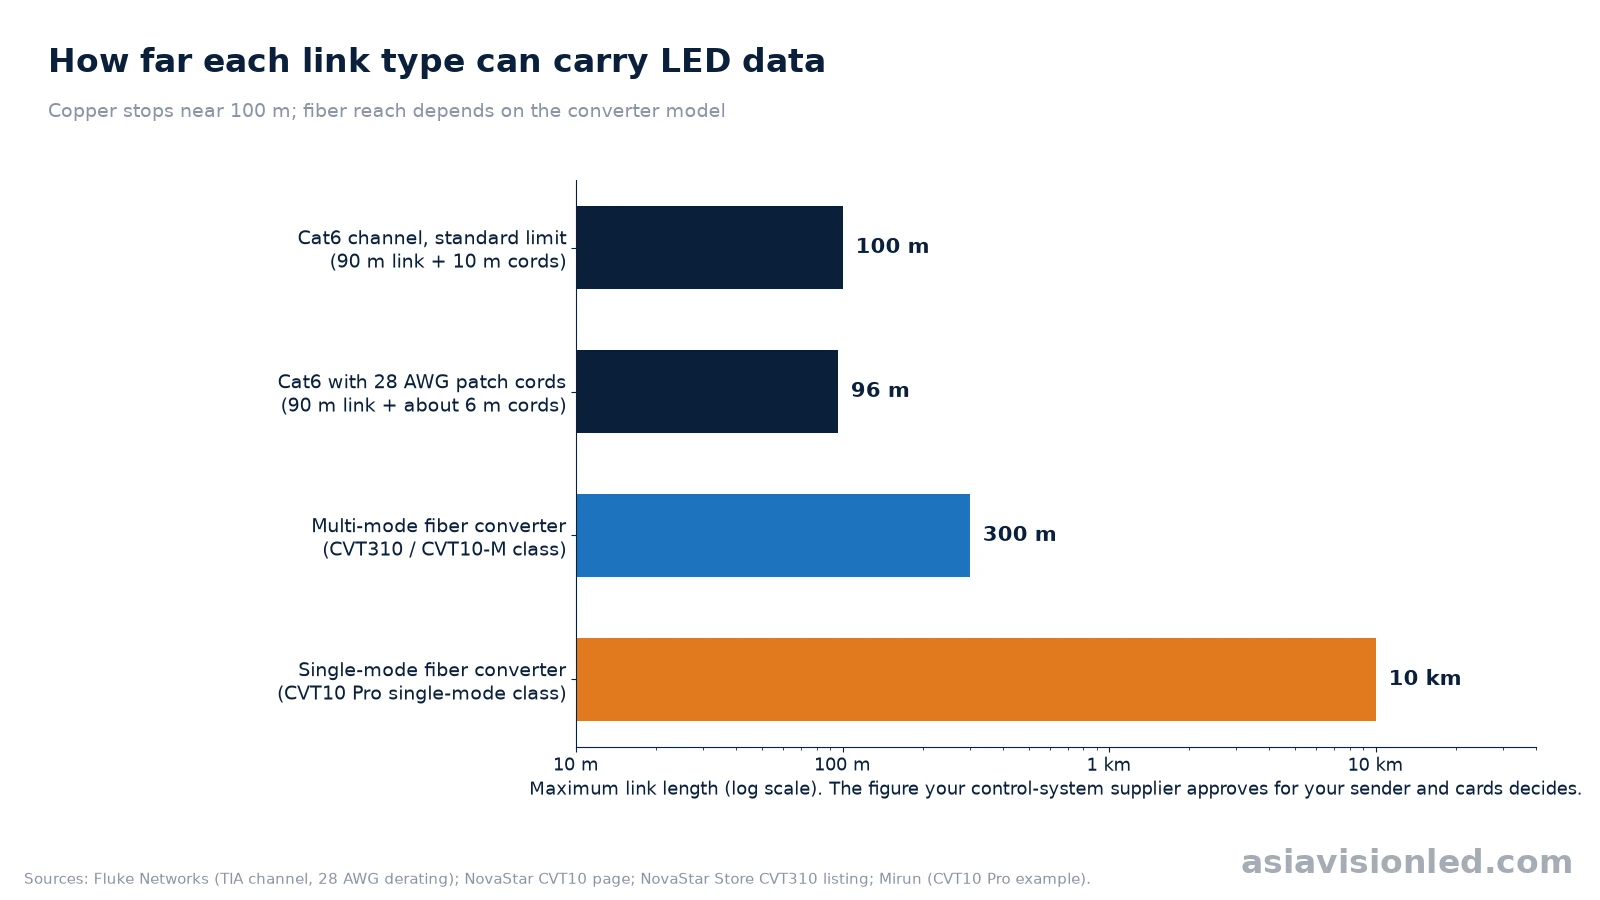 How far each link type can carry LED data
Copper stops near 100 m; fiber reach depends on the converter model
Cat6 channel, standard limit
(90 m link + 10 m cords)
100 m
Cat6 with 28 AWG patch cords
(90 m link + about 6 m cords)
96 m
Multi-mode fiber converter
(CVT310 / CVT10-M class)
300 m
Single-mode fiber converter
(CVT10 Pro single-mode class)
10 km
10 m 100 m 1 km 10 km
Maximum link length (log scale). The figure your control-system supplier approves for your sender and cards decides.
asiavisionled.com
Sources: Fluke Networks (TIA channel, 28 AWG derating); NovaStar CVT10 page; NovaStar Store CVT310 listing; Mirun (CVT10 Pro example).